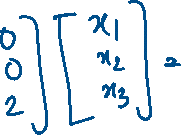 0] [x1
0] [x2] =
2] [x3]